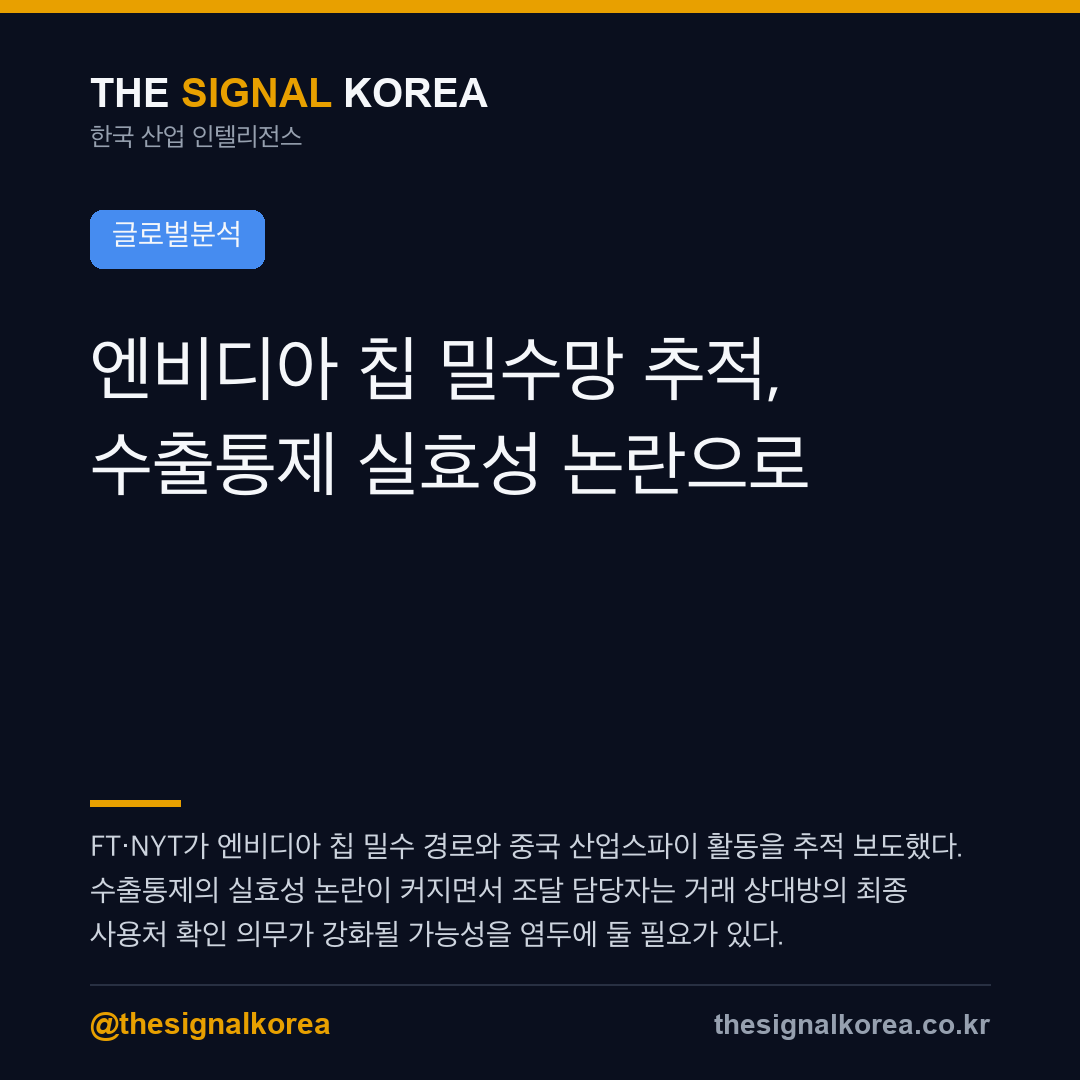 THE SIGNAL KOREA
한국 산업 인텔리전스
글로벌분석
엔비디아 칩 밀수망 추적,
수출통제 실효성 논란으로
FT·NYT가 엔비디아 칩 밀수 경로와 중국 산업스파이 활동을 추적 보도했다.
수출통제의 실효성 논란이 커지면서 조달 담당자는 거래 상대방의 최종
사용처 확인 의무가 강화될 가능성을 염두에 둘 필요가 있다.
@thesignalkorea
thesignalkorea.co.kr